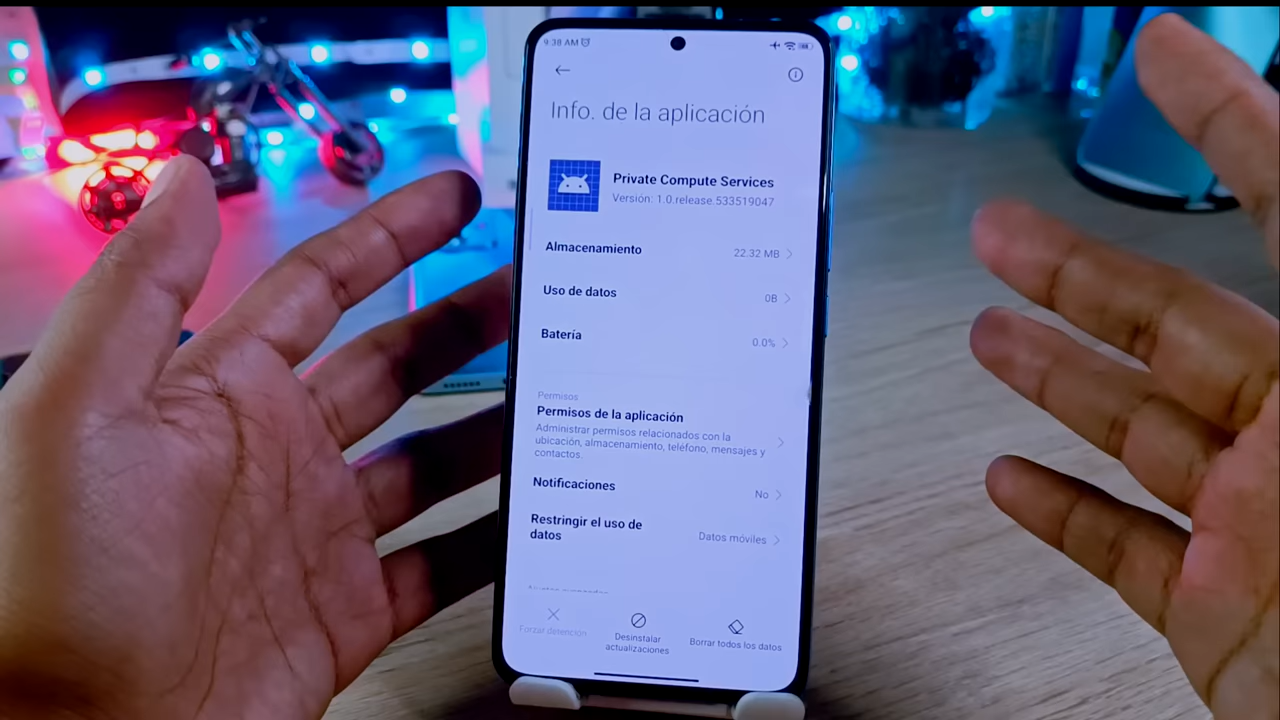 9:38 AM
Info. de la aplicación
Private Compute Services
Versión: 1.0.release.533519047
Almacenamiento 22.32 MB
Uso de datos 0B
Batería 0.0%
Permisos
Permisos de la aplicación
Administrar permisos relacionados con la
ubicación, almacenamiento, teléfono, mensajes y
contactos.
Notificaciones No
Restringir el uso de
datos Datos móviles
Forzar detención
Desinstalar
actualizaciones
Borrar todos los datos